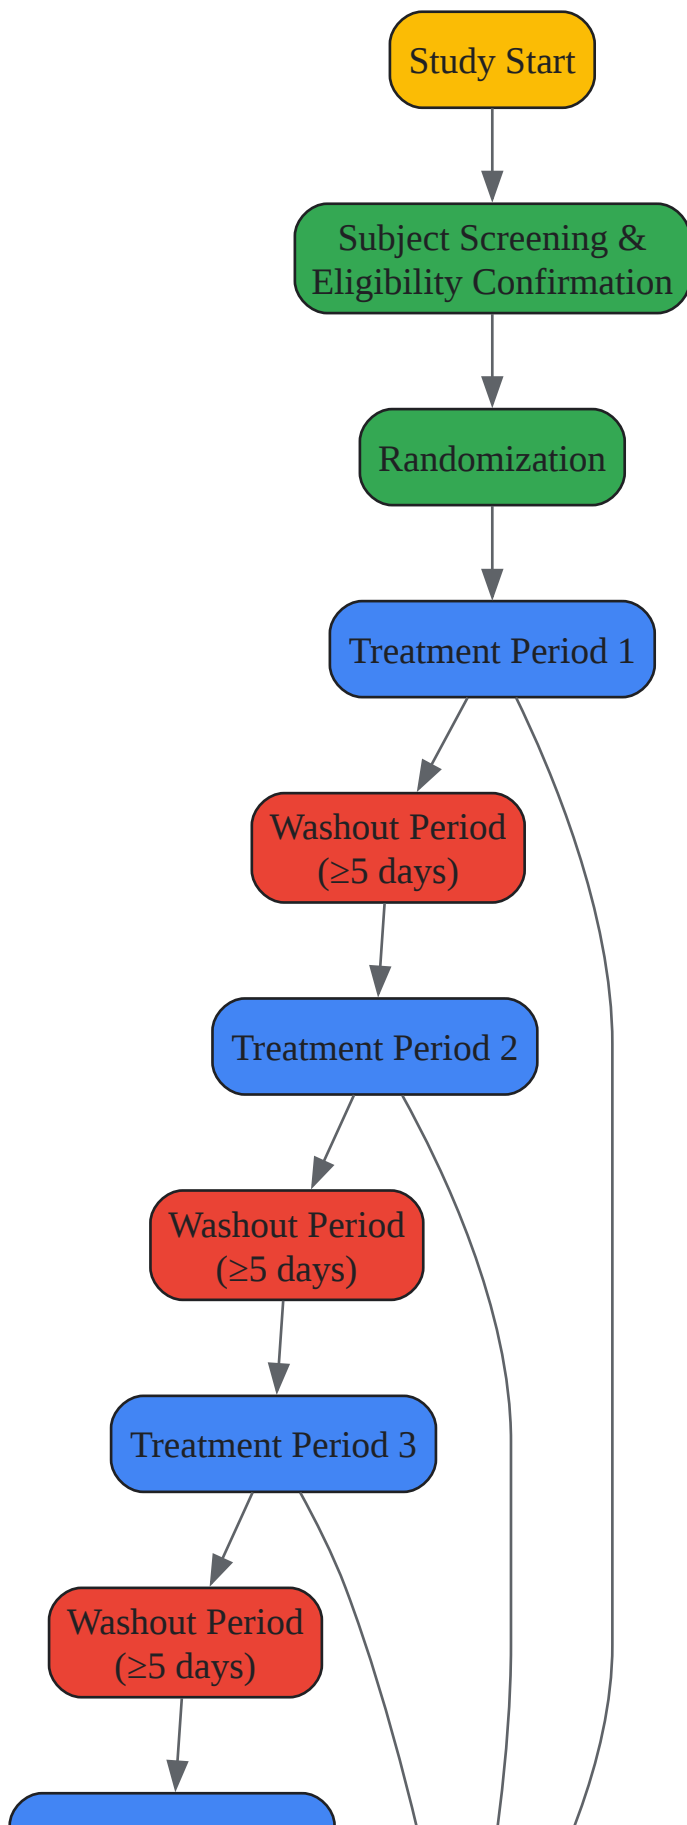 Study Start
Subject Screening &
Eligibility Confirmation
Randomization
Treatment Period 1
Washout Period
(≥5 days)
Treatment Period 2
Washout Period
(≥5 days)
Treatment Period 3
Washout Period
(≥5 days)